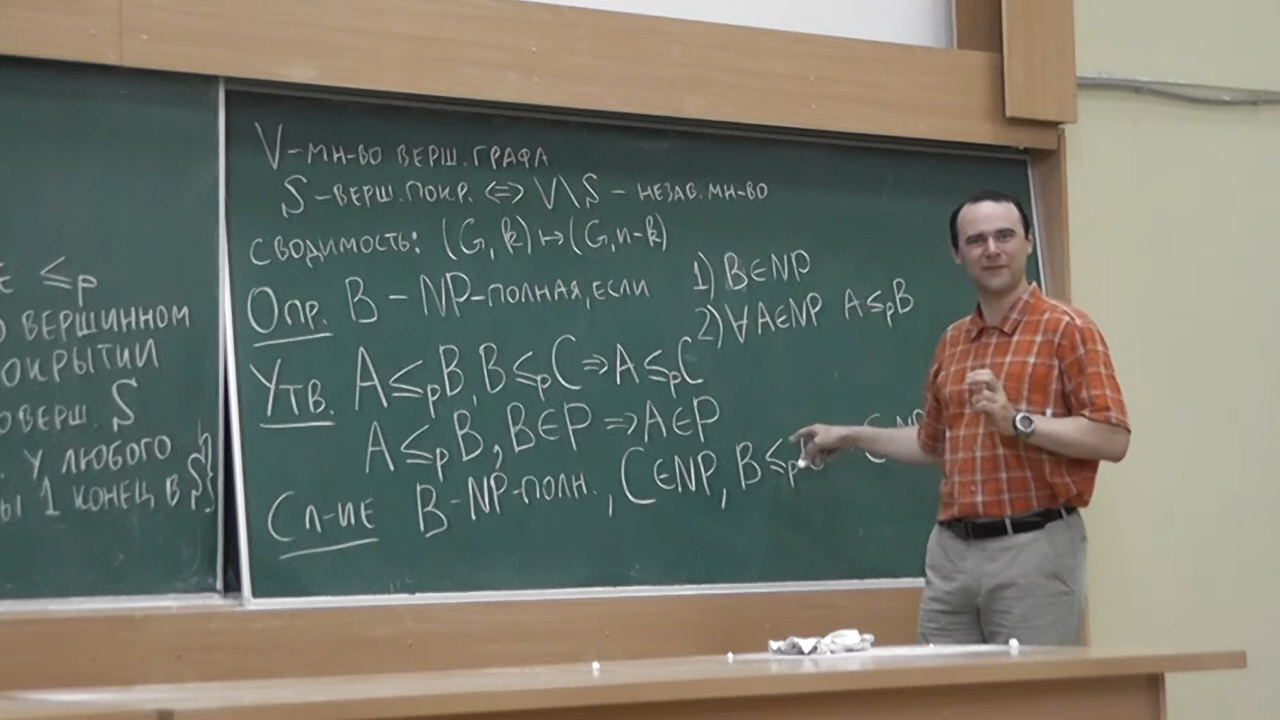 Е ≤p
ВЕРШИННОМ
ОКРЫТИИ
ОВЕРШ. S
. У ЛЮБОГО
Ы 1 КОНЕЦ В S}
V-МН-ВО ВЕРШ. ГРАФА
S-ВЕРШ. ПОКР. <=> V\S - НЕЗАВ. МН-ВО
СВОДИМОСТЬ: (G, k) ↦ (G, n-k)
Опр. B - NP-ПОЛНАЯ, ЕСЛИ
1) B∈NP
2) ∀A∈NP A≤pB
Утв. A≤pB, B≤pC ⇒ A≤pC
A≤pB, B∈P ⇒ A∈P
Сл-ие B-NP-полн., C∈NP, B≤p